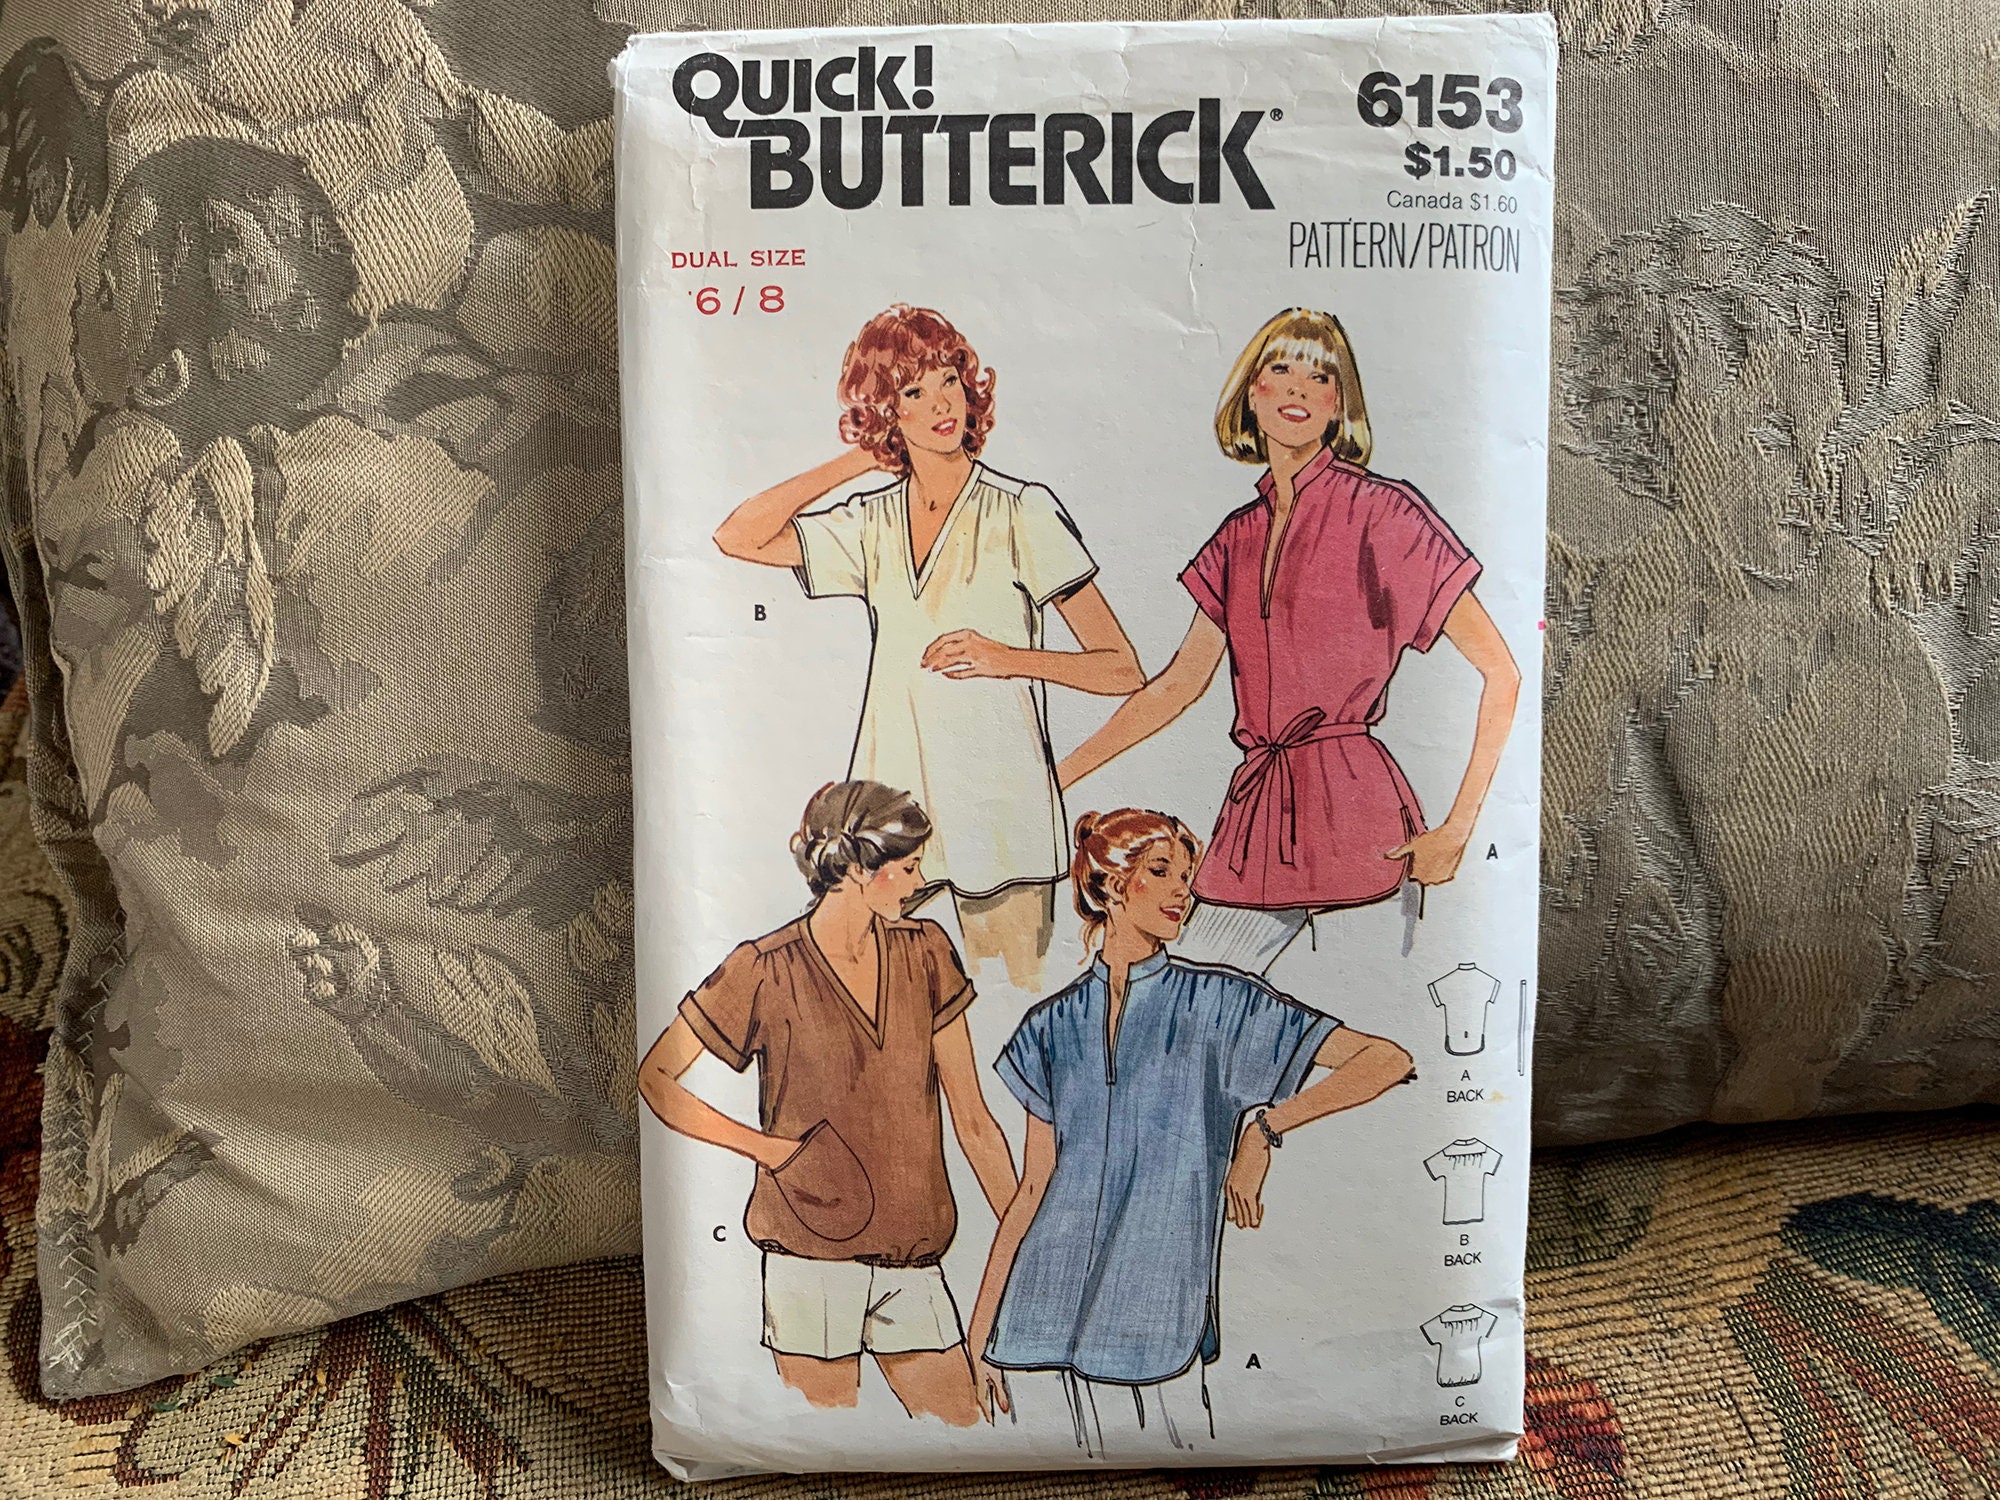 QUICK!
BUTTERICK®
6153
$1.50
Canada $1.60
PATTERN/PATRON
DUAL SIZE
6 / 8
B
A
C
A
A
BACK
B
BACK
C
BACK